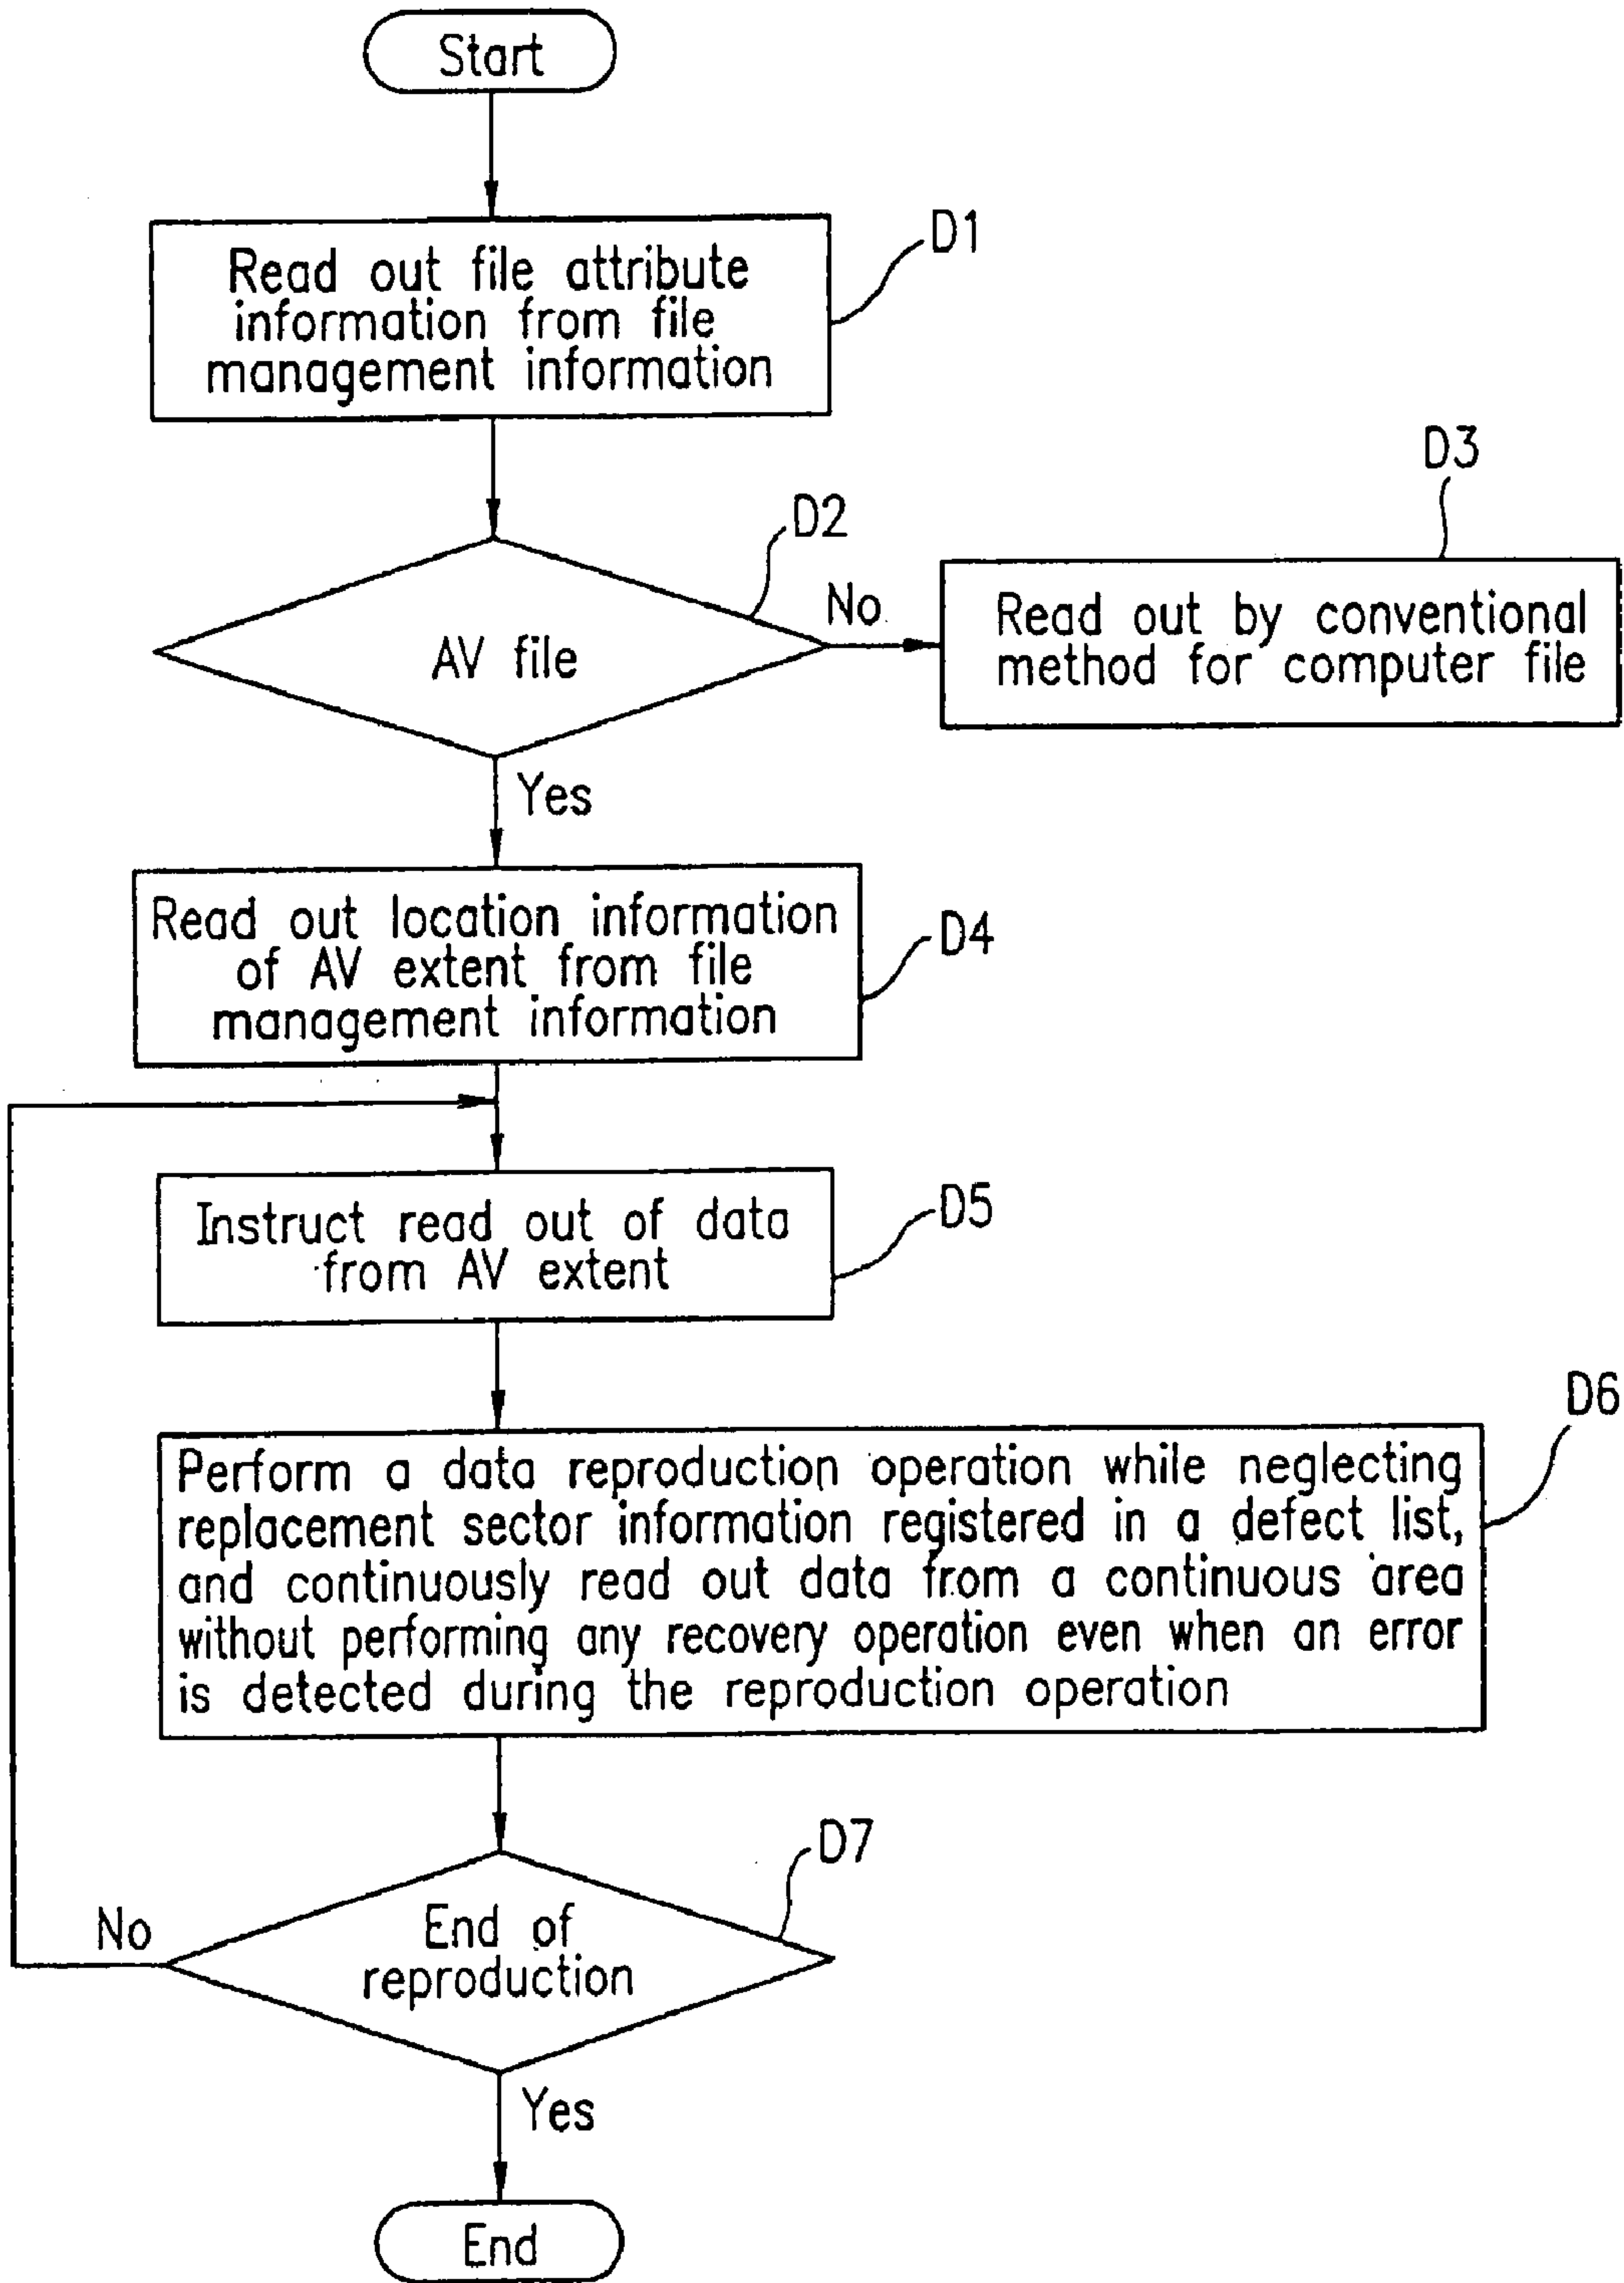 Start
Read out file attribute
information from file
management information
D1
D2
AV file
No
D3
Read out by conventional
method for computer file
Yes
Read out location information
of AV extent from file
management information
D4
Instruct read out of data
from AV extent
D5
D6
Perform a data reproduction operation while neglecting
replacement sector information registered in a defect list,
and continuously read out data from a continuous area
without performing any recovery operation even when an error
is detected during the reproduction operation
D7
No
End of
reproduction
Yes
End